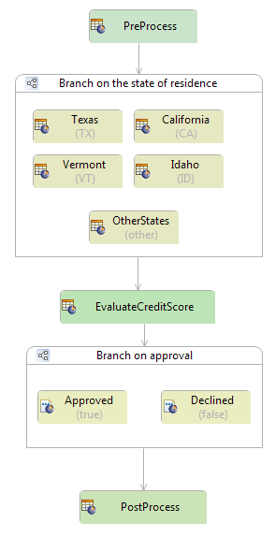 PreProcess
Branch on the state of residence
Texas California
(TX) (CA)
Vermont Idaho
(VT) (ID)
OtherStates
(other)
EvaluateCreditScore
Branch on approval
Approved Declined
(true) (false)
PostProcess